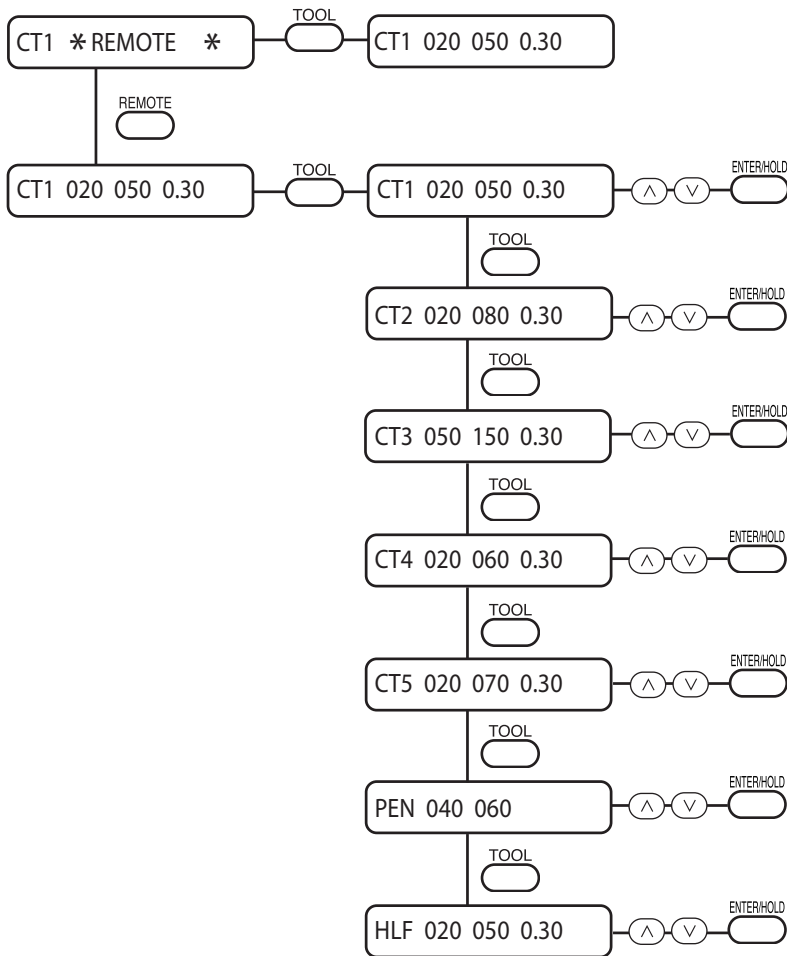 CT1 *REMOTE *
TOOL
CT1 020 050 0.30
REMOTE
CT1 020 050 0.30
TOOL
CT1 020 050 0.30
∧ ∨
ENTER/HOLD
TOOL
CT2 020 080 0.30
∧ ∨
ENTER/HOLD
TOOL
CT3 050 150 0.30
∧ ∨
ENTER/HOLD
TOOL
CT4 020 060 0.30
∧ ∨
ENTER/HOLD
TOOL
CT5 020 070 0.30
∧ ∨
ENTER/HOLD
TOOL
PEN 040 060
∧ ∨
ENTER/HOLD
TOOL
HLF 020 050 0.30
∧ ∨
ENTER/HOLD